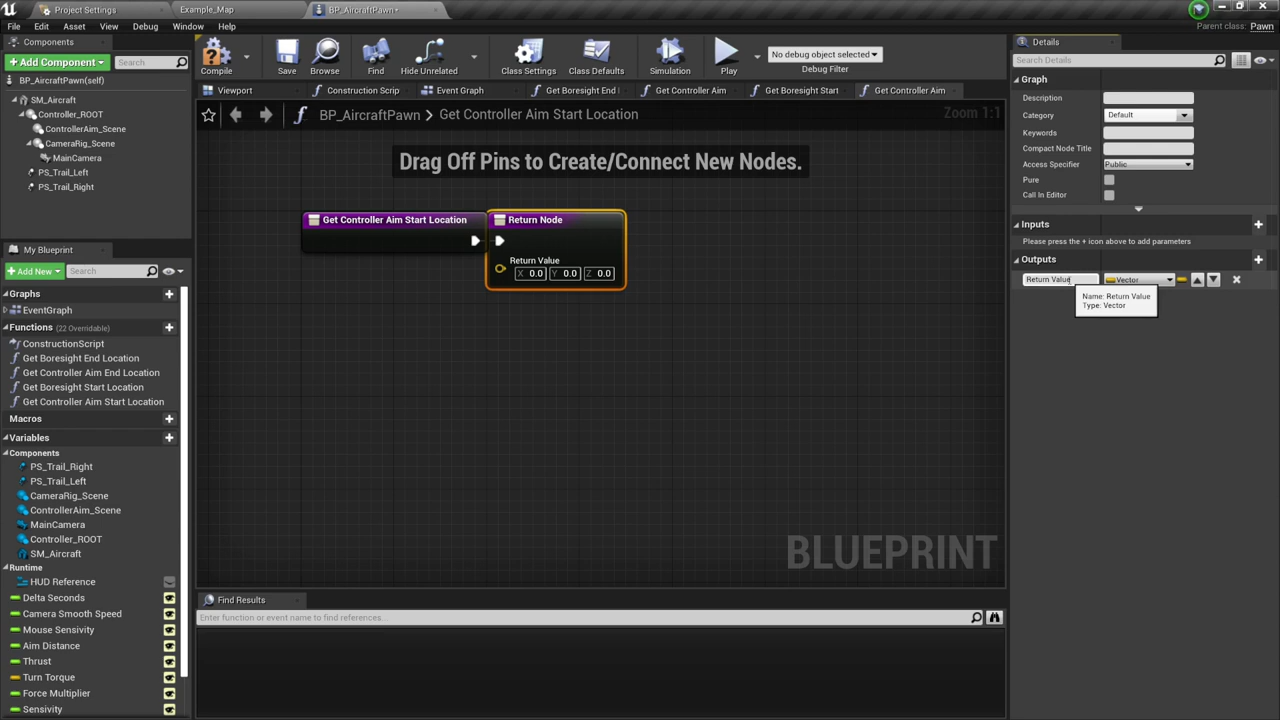 Project Settings
Example_Map
BP_AircraftPawn*
File Edit Asset View Debug Window Help
Parent class: Pawn
Components
+ Add Component Search
BP_AircraftPawn(self)
SM_Aircraft
Controller_ROOT
ControllerAim_Scene
CameraRig_Scene
MainCamera
PS_Trail_Left
PS_Trail_Right
My Blueprint
+ Add New Search
Graphs
EventGraph
Functions (22 Overridable)
ConstructionScript
Get Boresight End Location
Get Controller Aim End Location
Get Boresight Start Location
Get Controller Aim Start Location
Macros
Variables
Components
PS_Trail_Right
PS_Trail_Left
CameraRig_Scene
ControllerAim_Scene
MainCamera
Controller_ROOT
SM_Aircraft
Runtime
HUD Reference
Delta Seconds
Camera Smooth Speed
Mouse Sensivity
Aim Distance
Thrust
Turn Torque
Force Multiplier
Sensivity
Compile
Save
Browse
Find
Hide Unrelated
Class Settings
Class Defaults
Simulation
Play
No debug object selected
Debug Filter
Viewport
Construction Scrip
Event Graph
Get Boresight End l
Get Controller Aim
Get Boresight Start
Get Controller Aim
BP_AircraftPawn > Get Controller Aim Start Location
Zoom 1:1
Drag Off Pins to Create/Connect New Nodes.
Get Controller Aim Start Location
Return Node
Return Value
X 0.0 Y 0.0 Z 0.0
BLUEPRINT
Find Results
Enter function or event name to find references...
Details
Search Details
Graph
Description
Category Default
Keywords
Compact Node Title
Access Specifier Public
Pure
Call In Editor
Inputs
Please press the + icon above to add parameters
Outputs
Return Value Vector
Name: Return Value
Type: Vector